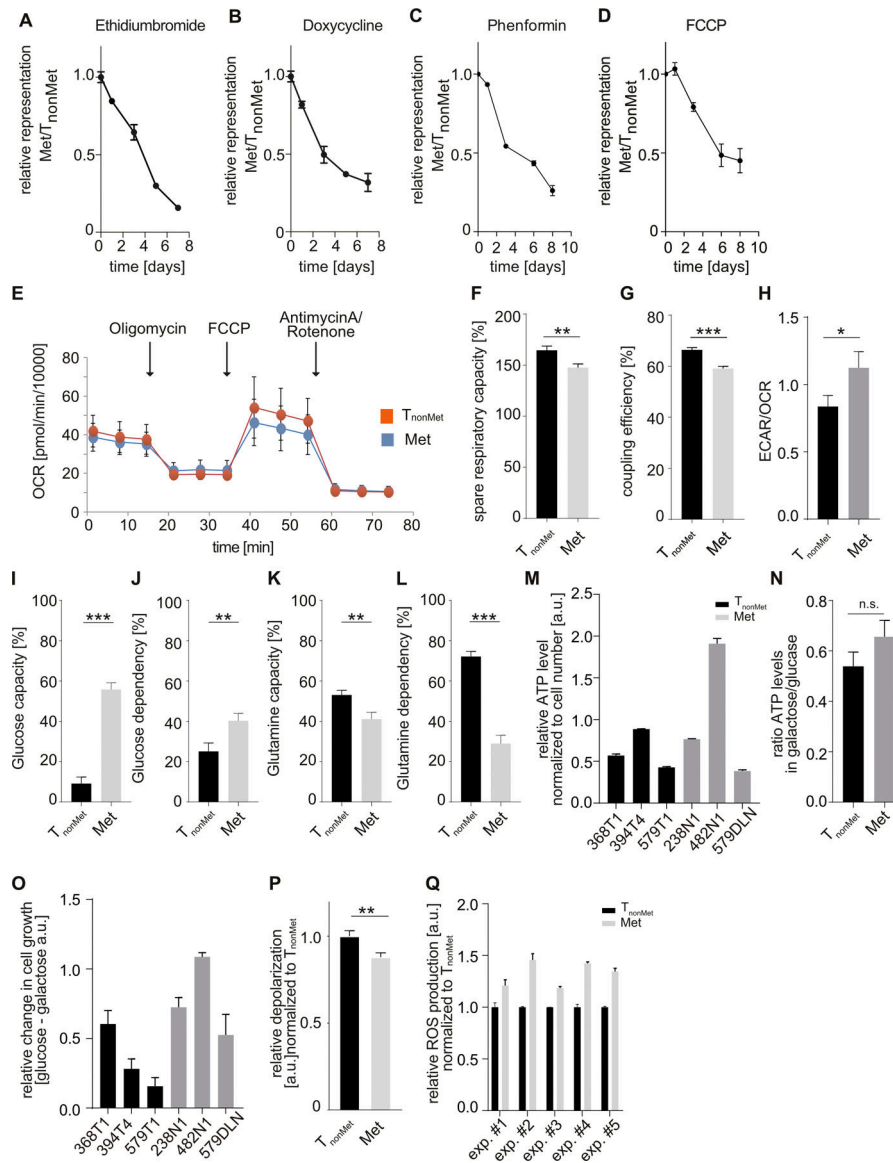 A Ethidiumbromide
relative representation
Met/TnonMet
1.0
0.5
0
0 2 4 6 8
time [days]
B Doxycycline
relative representation
Met/TnonMet
1.0
0.5
0
0 2 4 6 8
time [days]
C Phenformin
relative representation
Met/TnonMet
1.0
0.5
0
0 2 4 6 8 10
time [days]
D FCCP
relative representation
Met/TnonMet
1.0
0.5
0
0 2 4 6 8 10
time [days]
E
Oligomycin
FCCP
AntimycinA/
Rotenone
OCR [pmol/min/10000]
80
60
40
20
0
0 10 20 30 40 50 60 70 80
time [min]
TnonMet
Met
F
spare respiratory capacity [%]
200
150
100
50
0
**
TnonMet
Met
G
coupling efficiency [%]
80
60
40
20
0
***
TnonMet
Met
H
ECAR/OCR
1.5
1.0
0.5
0.0
*
TnonMet
Met
I
Glucose capacity [%]
100
80
60
40
20
0
***
TnonMet
Met
J
Glucose dependency [%]
100
80
60
40
20
0
**
TnonMet
Met
K
Glutamine capacity [%]
100
80
60
40
20
0
**
TnonMet
Met
L
Glutamine dependency [%]
100
80
60
40
20
0
***
TnonMet
Met
M
relative ATP level
normalized to cell number [a.u.]
2.5
2.0
1.5
1.0
0.5
0
TnonMet
Met
368T1
394T4
579T1
238N1
482N1
579DLN
N
ratio ATP levels
in galactose/glucase
0.8
0.6
0.4
0.2
0.0
n.s.
TnonMet
Met
O
relative change in cell growth
[glucose - galactose a.u.]
1.5
1.0
0.5
0.0
368T1
394T4
579T1
238N1
482N1
579DLN
P
relative depolarization
[a.u.]normalized to TnonMet
1.0
0.5
0
**
TnonMet
Met
Q
relative ROS production [a.u.]
normalized to TnonMet
2.0
1.5
1.0
0.5
0.0
TnonMet
Met
exp. #1
exp. #2
exp. #3
exp. #4
exp. #5